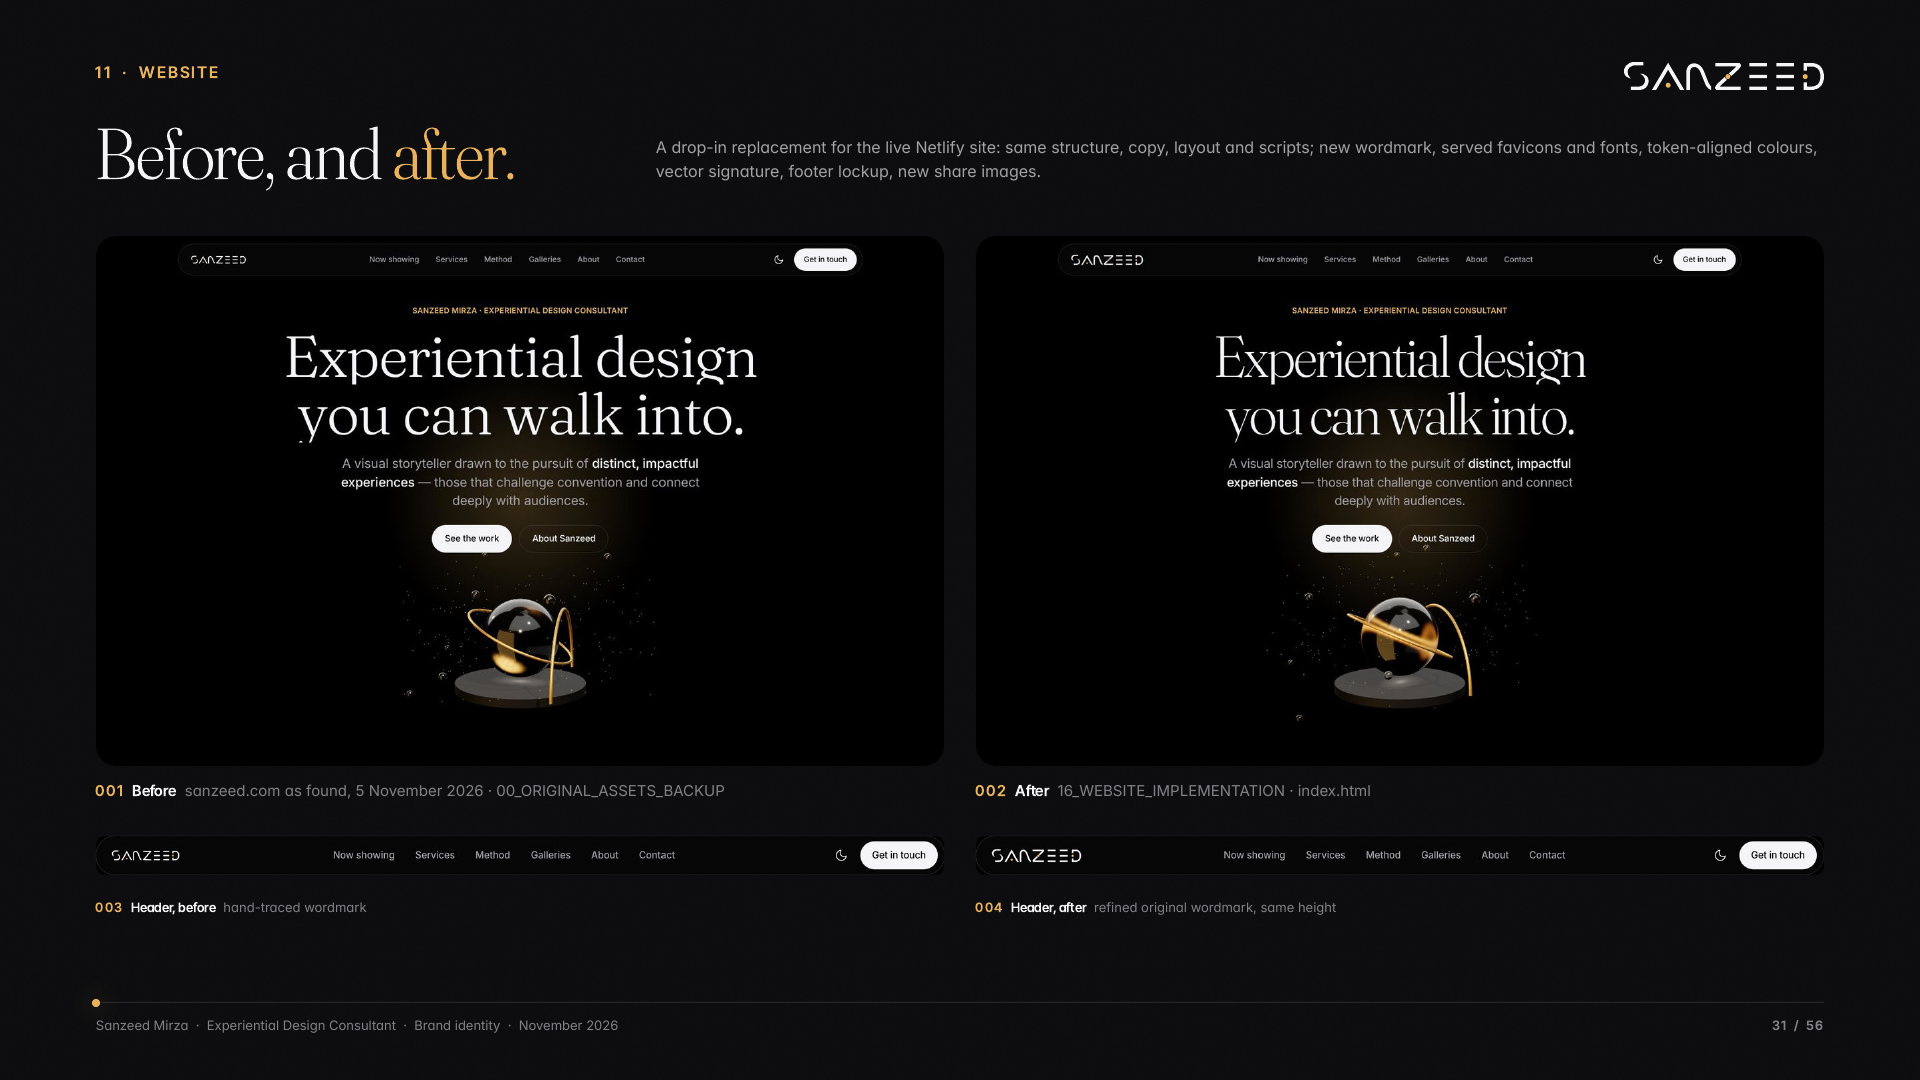 11 · WEBSITE
SANZEED
Before, and after.
A drop-in replacement for the live Netlify site: same structure, copy, layout and scripts; new wordmark, served favicons and fonts, token-aligned colours,
vector signature, footer lockup, new share images.
SANZEED Now showing Services Method Galleries About Contact Get in touch
SANZEED MIRZA · EXPERIENTIAL DESIGN CONSULTANT
Experiential design
you can walk into.
A visual storyteller drawn to the pursuit of distinct, impactful
experiences — those that challenge convention and connect
deeply with audiences.
See the work About Sanzeed
001 Before sanzeed.com as found, 5 November 2026 · 00_ORIGINAL_ASSETS_BACKUP
SANZEED Now showing Services Method Galleries About Contact Get in touch
SANZEED MIRZA · EXPERIENTIAL DESIGN CONSULTANT
Experiential design
you can walk into.
A visual storyteller drawn to the pursuit of distinct, impactful
experiences — those that challenge convention and connect
deeply with audiences.
See the work About Sanzeed
002 After 16_WEBSITE_IMPLEMENTATION · index.html
SANZEED Now showing Services Method Galleries About Contact Get in touch
003 Header, before hand-traced wordmark
SANZEED Now showing Services Method Galleries About Contact Get in touch
004 Header, after refined original wordmark, same height
Sanzeed Mirza · Experiential Design Consultant · Brand identity · November 2026
31 / 56